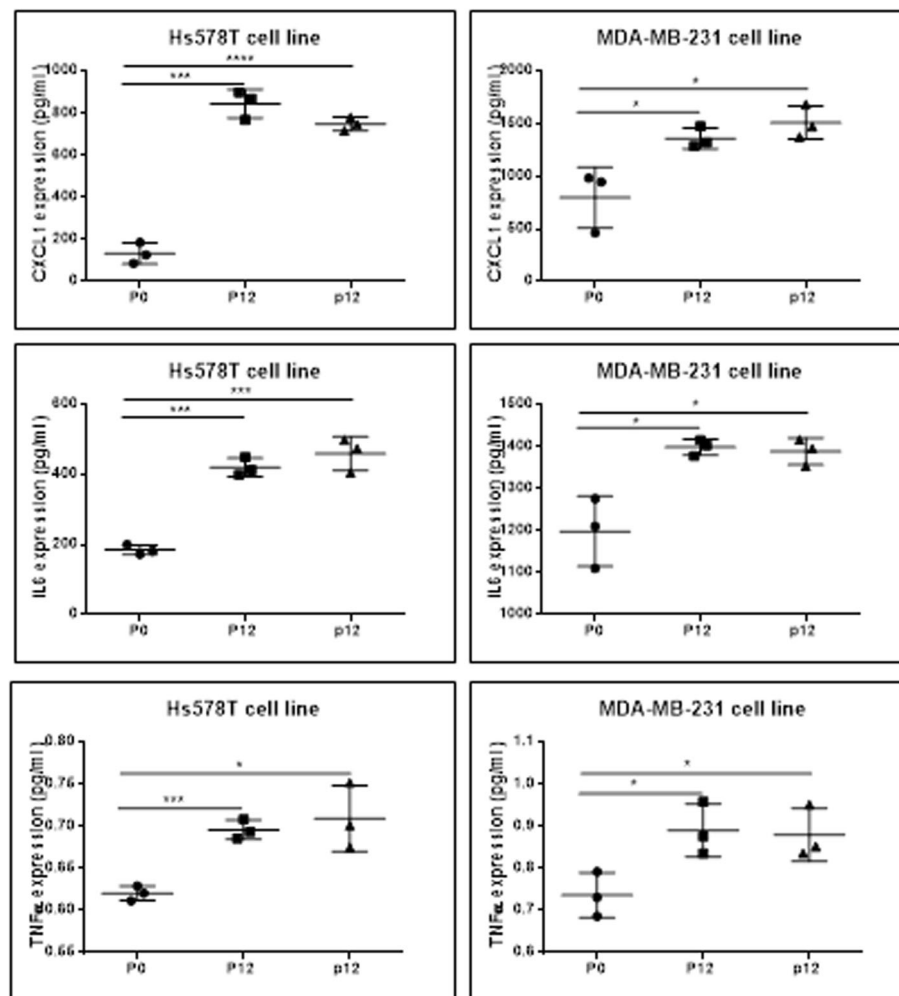 Hs578T cell line
CXCL1 expression (pg/ml)
1000
800
600
400
200
0
****
***
P0
P12
p12
MDA-MB-231 cell line
CXCL1 expression (pg/ml)
2000
1500
1000
500
0
*
*
P0
P12
p12
Hs578T cell line
IL6 expression (pg/ml)
600
400
200
0
***
***
P0
P12
p12
MDA-MB-231 cell line
IL6 expression (pg/ml)
1500
1400
1300
1200
1100
1000
*
*
P0
P12
p12
Hs578T cell line
TNFα expression (pg/ml)
0.80
0.76
0.70
0.66
0.60
0.66
*
***
P0
P12
p12
MDA-MB-231 cell line
TNFα expression (pg/ml)
1.1
1.0
0.9
0.8
0.7
0.6
*
*
P0
P12
p12